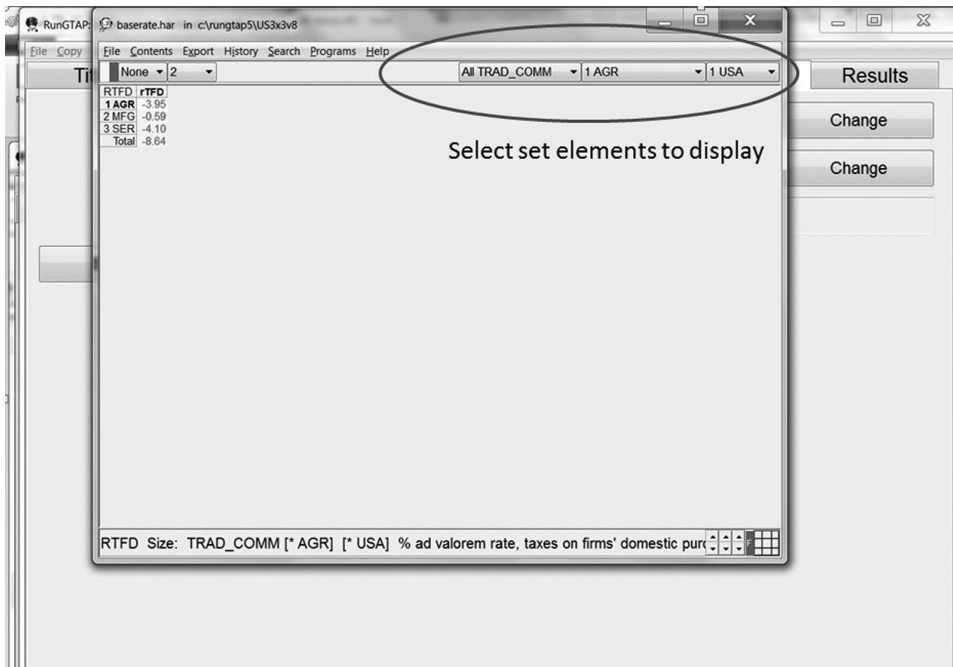 RunGTAP: baserate.har in c:\rungtap5\US3x3v8
File Copy File Contents Export History Search Programs Help
Tit None 2 All TRAD_COMM 1 AGR 1 USA Results
RTFD rTFD
1 AGR -3.95
2 MFG -0.59
3 SER -4.10
Total -8.64
Change
Select set elements to display
Change
RTFD Size: TRAD_COMM [* AGR] [* USA] % ad valorem rate, taxes on firms' domestic purc F